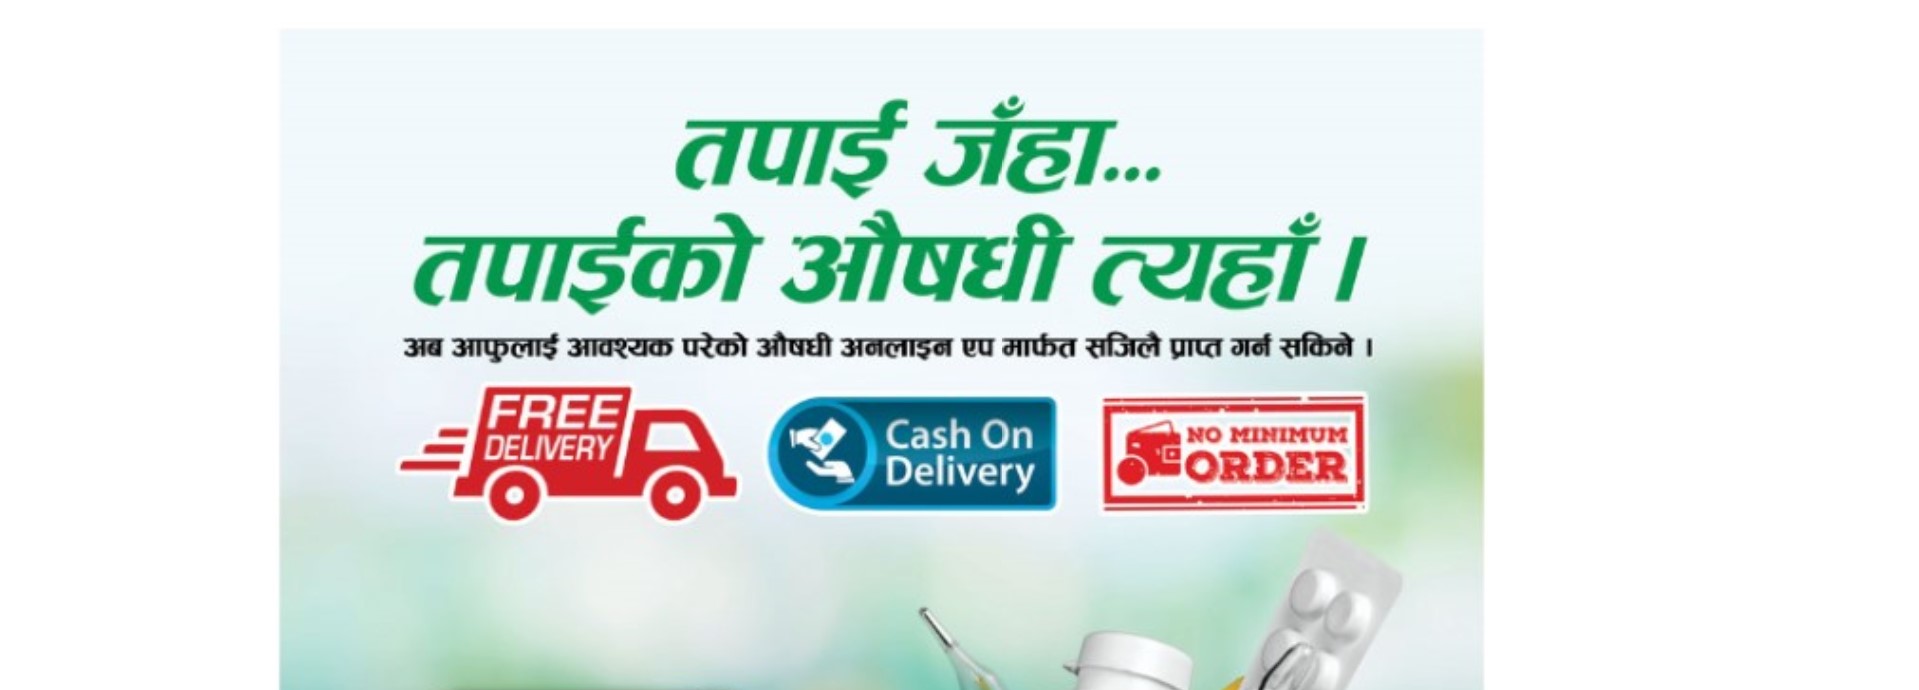 तपाई जँहा...
तपाईको औषधी त्यहाँ ।
अब आफुलाई आवश्यक परेको औषधी अनलाइन एप मार्फत सजिलै प्राप्त गर्न सकिने ।
FREE
DELIVERY
Cash On
Delivery
NO MINIMUM
ORDER